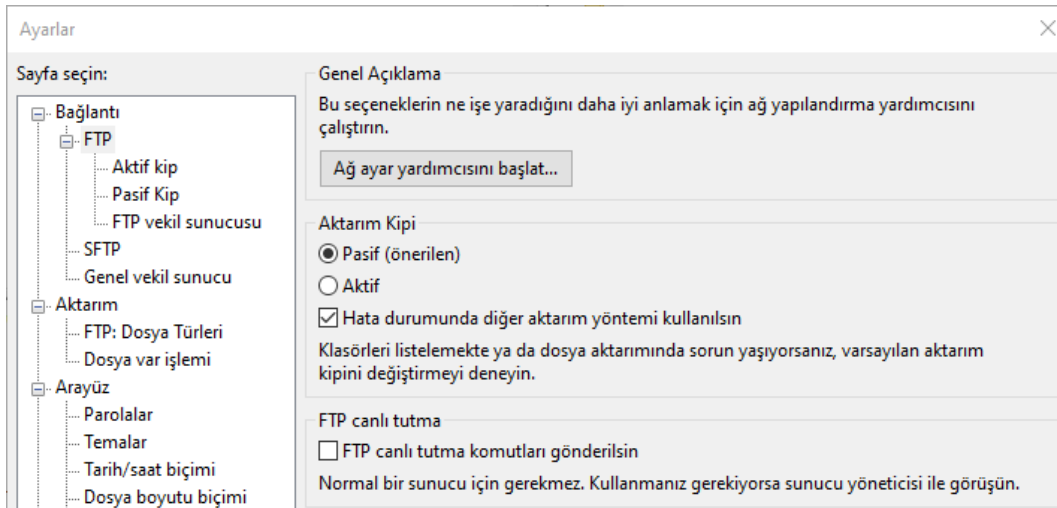 Ayarlar
Sayfa seçin:
Bağlantı
FTP
Aktif kip
Pasif Kip
FTP vekil sunucusu
SFTP
Genel vekil sunucu
Aktarım
FTP: Dosya Türleri
Dosya var işlemi
Arayüz
Parolalar
Temalar
Tarih/saat biçimi
Dosya boyutu biçimi
Genel Açıklama
Bu seçeneklerin ne işe yaradığını daha iyi anlamak için ağ yapılandırma yardımcısını
çalıştırın.
Ağ ayar yardımcısını başlat...
Aktarım Kipi
Pasif (önerilen)
Aktif
Hata durumunda diğer aktarım yöntemi kullanılsın
Klasörleri listelemekte ya da dosya aktarımında sorun yaşıyorsanız, varsayılan aktarım
kipini değiştirmeyi deneyin.
FTP canlı tutma
FTP canlı tutma komutları gönderilsin
Normal bir sunucu için gerekmez. Kullanmanız gerekiyorsa sunucu yöneticisi ile görüşün.